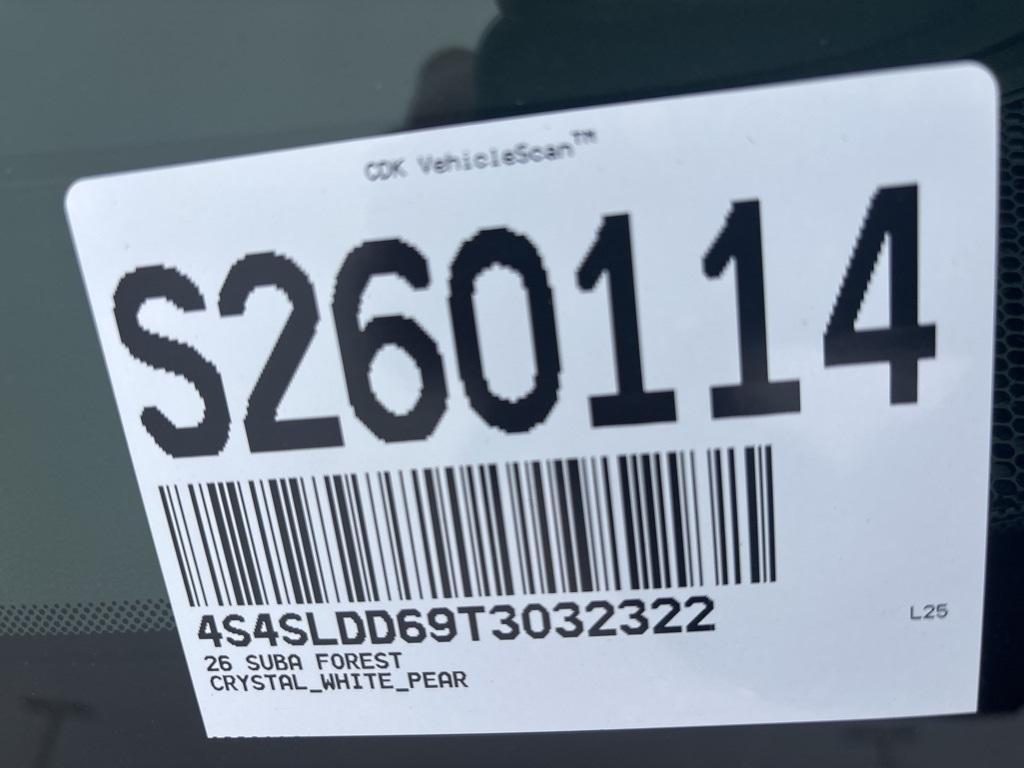 CDK VehicleScan™
S260114
4S4SLDD69T3032322
L25
26 SUBA FOREST
CRYSTAL_WHITE_PEAR